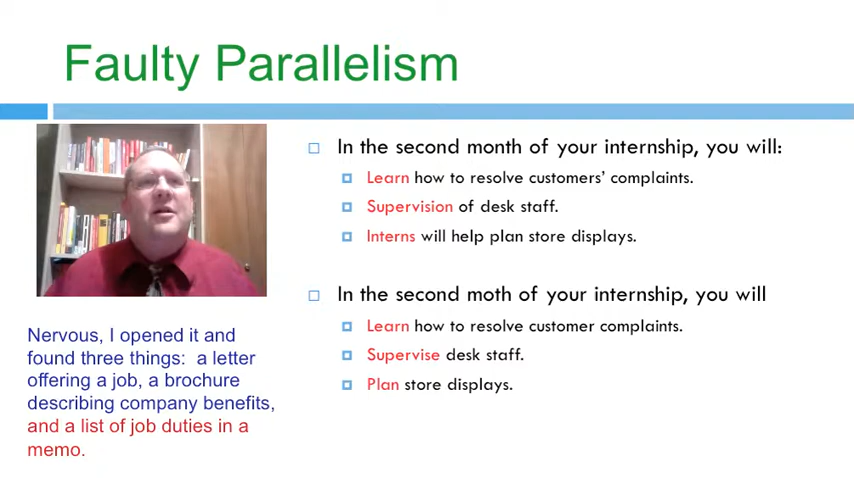 Faulty Parallelism
In the second month of your internship, you will:
Learn how to resolve customers’ complaints.
Supervision of desk staff.
Interns will help plan store displays.
In the second moth of your internship, you will
Learn how to resolve customer complaints.
Supervise desk staff.
Plan store displays.
Nervous, I opened it and
found three things:  a letter
offering a job, a brochure
describing company benefits,
and a list of job duties in a
memo.